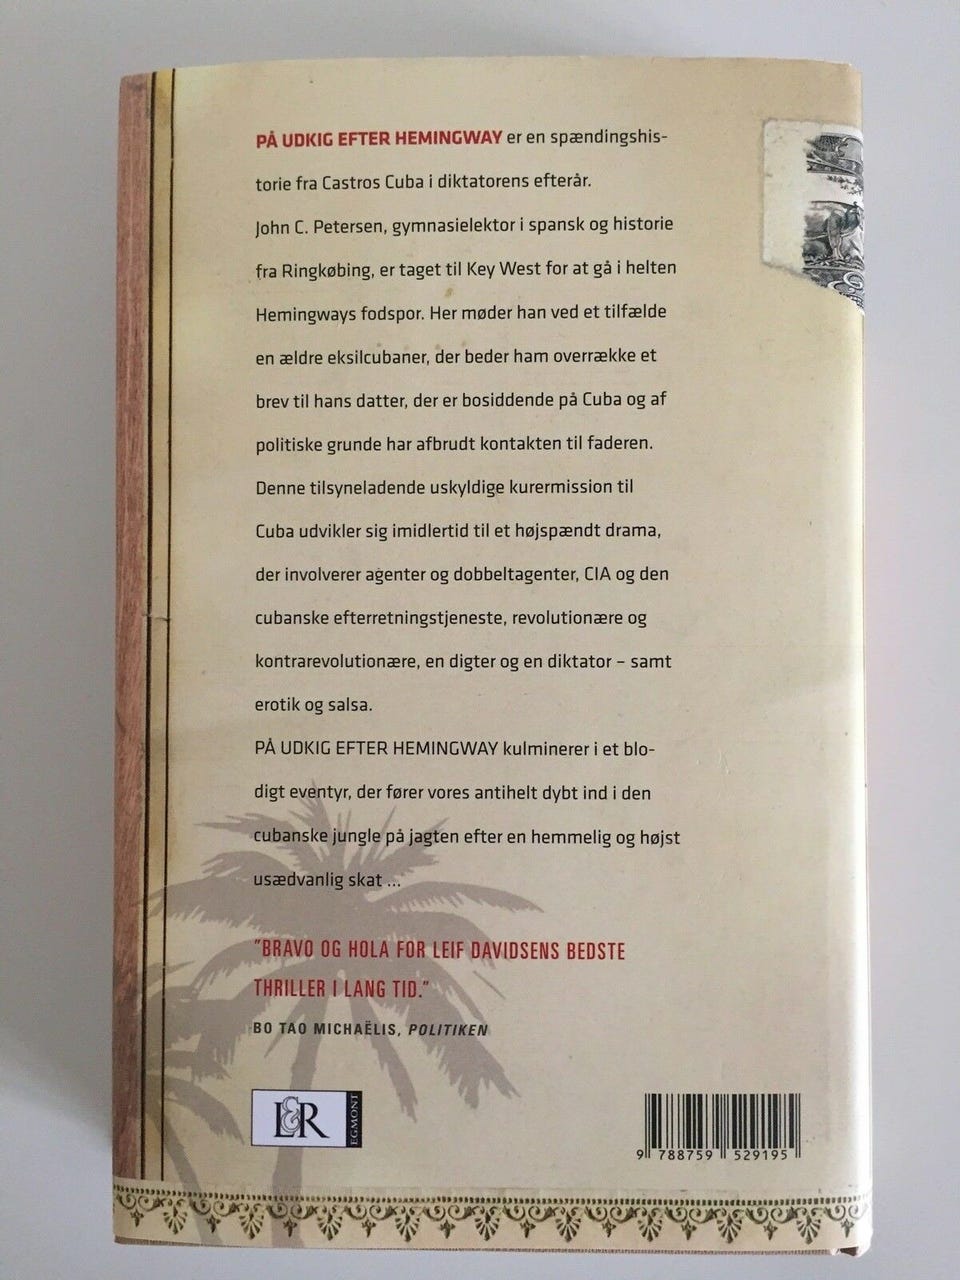 PÅ UDKIG EFTER HEMINGWAY er en spændingshis-
torie fra Castros Cuba i diktatorens efterår.
John C. Petersen, gymnasielektor i spansk og historie
fra Ringkøbing, er taget til Key West for at gå i helten
Hemingways fodspor. Her møder han ved et tilfælde
en ældre eksilcubaner, der beder ham overrække et
brev til hans datter, der er bosiddende på Cuba og af
politiske grunde har afbrudt kontakten til faderen.
Denne tilsyneladende uskyldige kurermission til
Cuba udvikler sig imidlertid til et højspændt drama,
der involverer agenter og dobbeltagenter, CIA og den
cubanske efterretningstjeneste, revolutionære og
kontrarevolutionære, en digter og en diktator – samt
erotik og salsa.
PÅ UDKIG EFTER HEMINGWAY kulminerer i et blo-
digt eventyr, der fører vores antihelt dybt ind i den
cubanske jungle på jagten efter en hemmelig og højst
usædvanlig skat ...
"BRAVO OG HOLA FOR LEIF DAVIDSENS BEDSTE
THRILLER I LANG TID."
BO TAO MICHAËLIS, POLITIKEN
L&R EGMONT
9 788759 529195